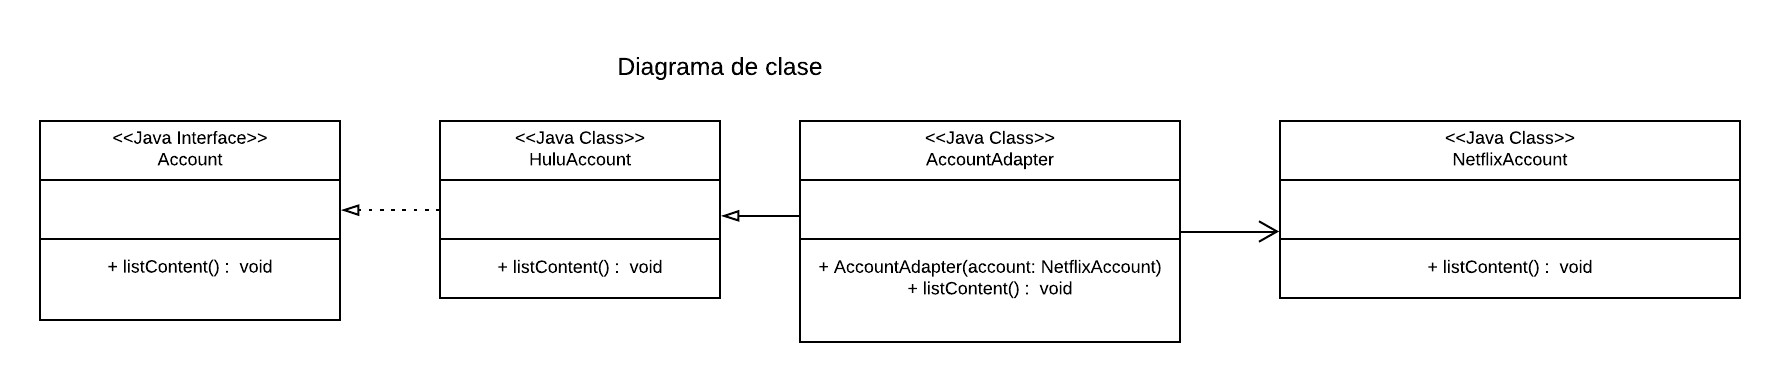 Diagrama de clase
<<Java Interface>>
Account
+ listContent() : void
<<Java Class>>
HuluAccount
+ listContent() : void
<<Java Class>>
AccountAdapter
+ AccountAdapter(account: NetflixAccount)
+ listContent() : void
<<Java Class>>
NetflixAccount
+ listContent() : void